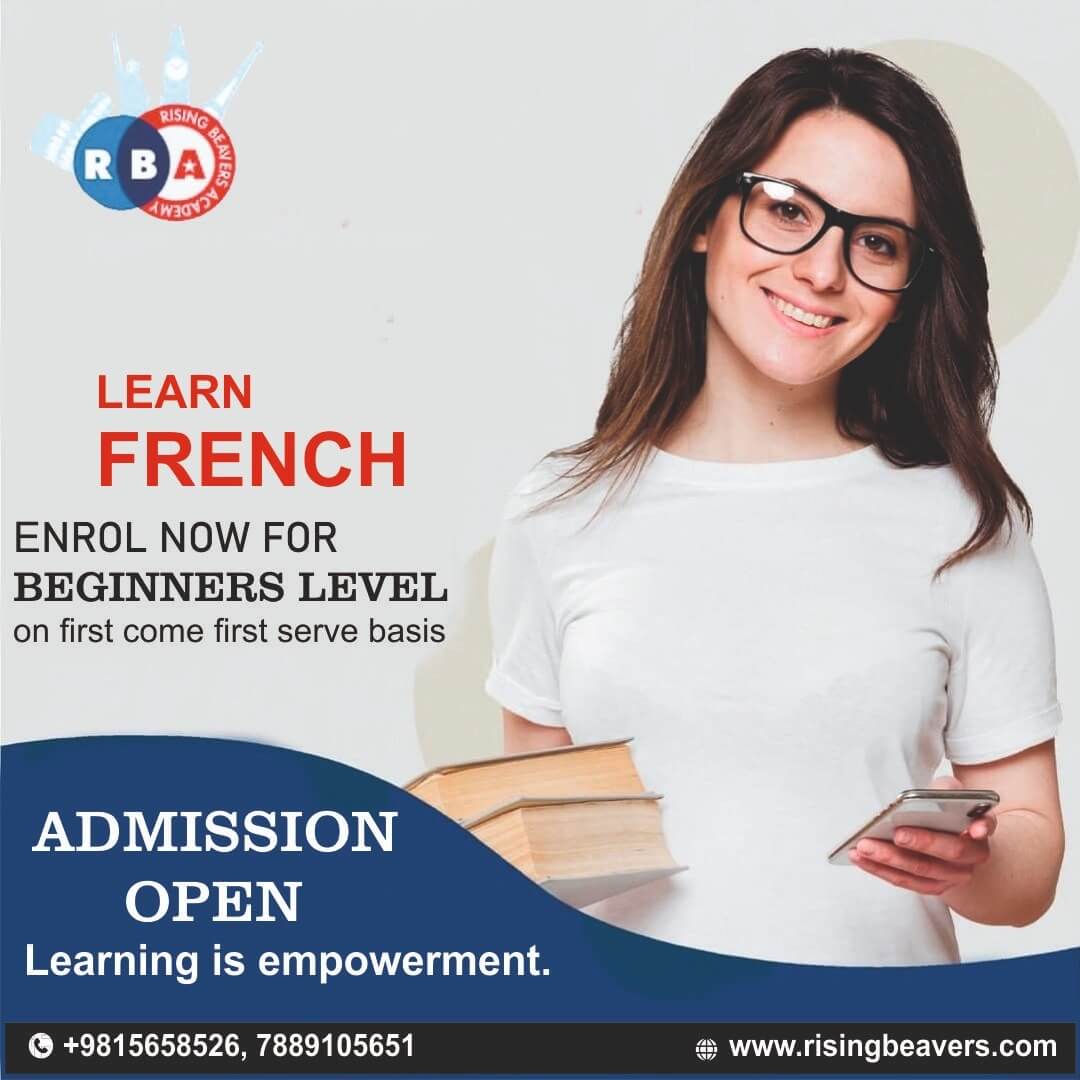 RBA
RISING BEAVERS ACADEMY
LEARN
FRENCH
ENROL NOW FOR
BEGINNERS LEVEL
on first come first serve basis
ADMISSION
OPEN
Learning is empowerment.
+9815658526, 7889105651
www.risingbeavers.com